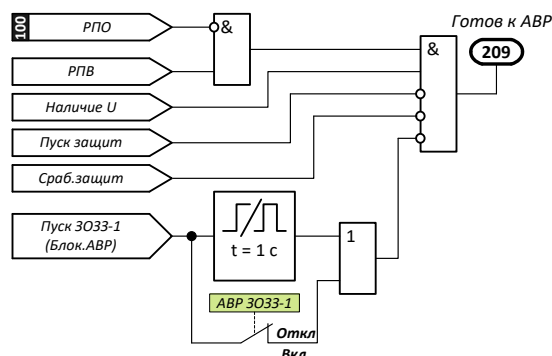 Готов к АВР
100
РПО
&
&
209
РПВ
Наличие U
Пуск защит
Сраб.защит
Пуск ЗОЗЗ-1
(Блок.АВР)
t = 1 с
1
АВР ЗОЗЗ-1
Откл
Вкл